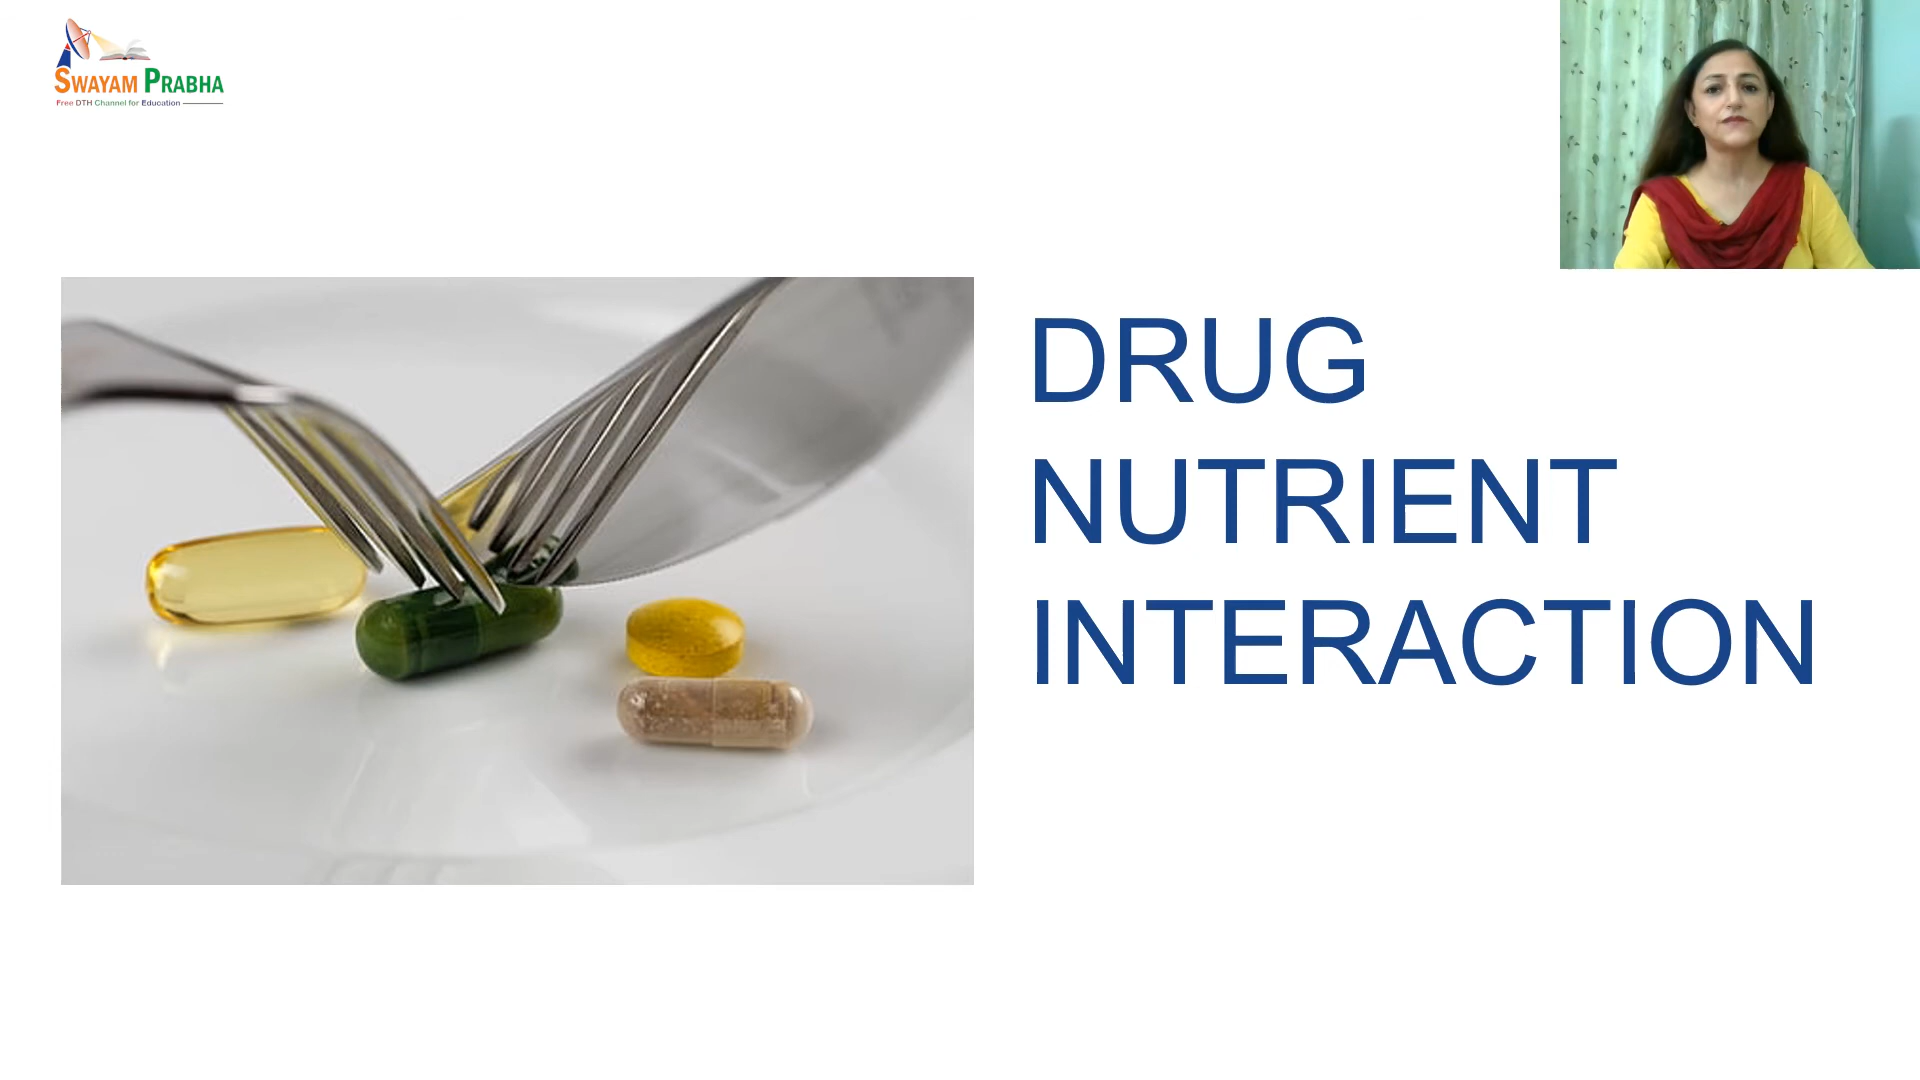 SWAYAM PRABHA
Free DTH Channel for Education
DRUG
NUTRIENT
INTERACTION